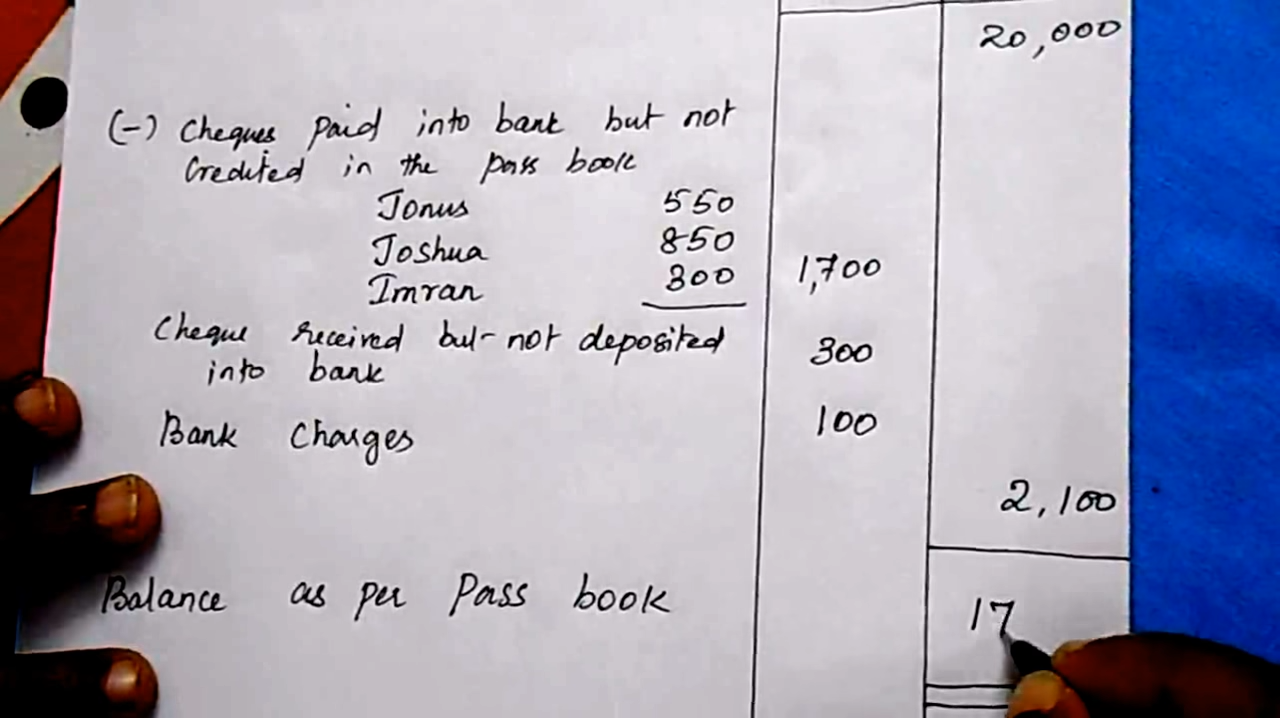 20,000
(-) Cheques paid into bank but not
Credited in the pass book
Jonus 550
Joshua 850
Imran 300 1,700
Cheque received but not deposited 300
into bank
Bank Charges 100
2,100
Balance as per Pass book 17